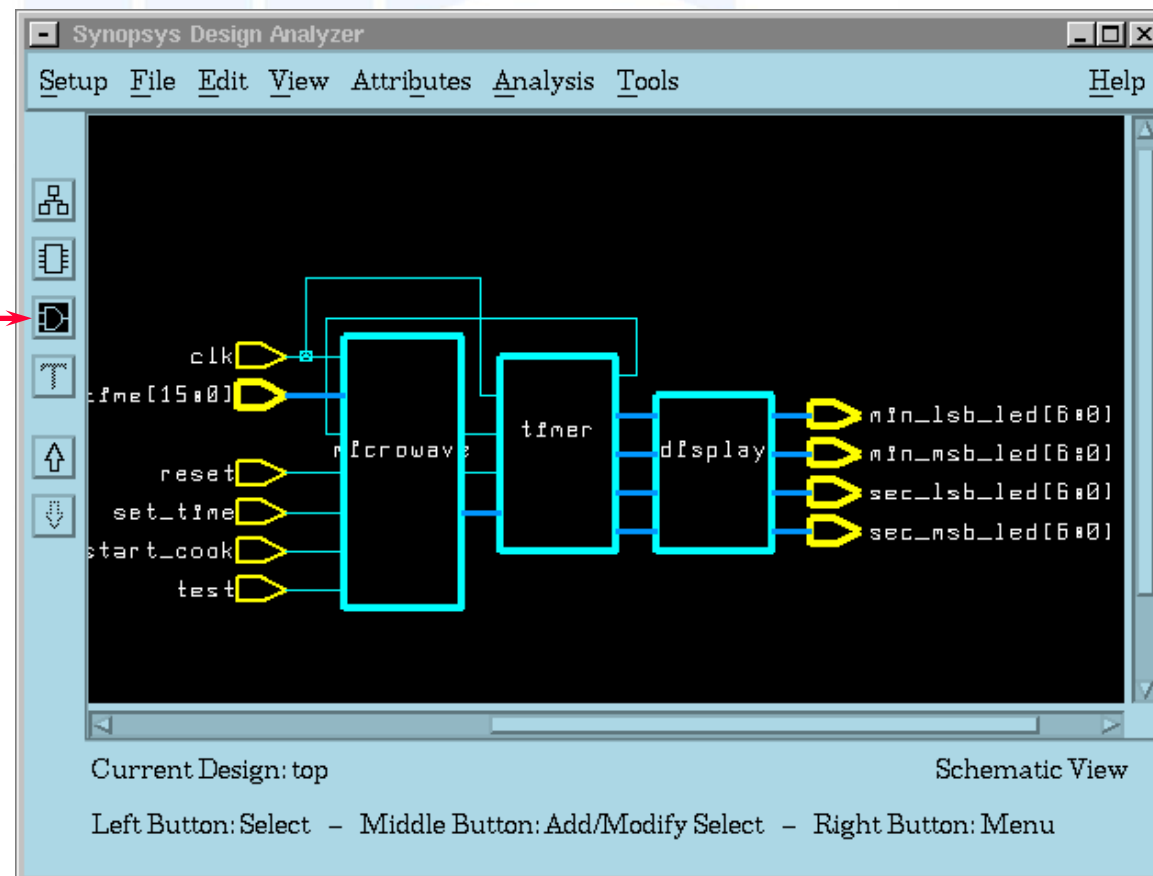 Synopsys Design Analyzer
Setup File Edit View Attributes Analysis Tools Help
clk
time[15:0]
reset
set_time
start_cook
test
microwave
timer
display
min_lsb_led[6:0]
min_msb_led[6:0]
sec_lsb_led[6:0]
sec_msb_led[6:0]
Current Design: top
Schematic View
Left Button: Select – Middle Button: Add/Modify Select – Right Button: Menu